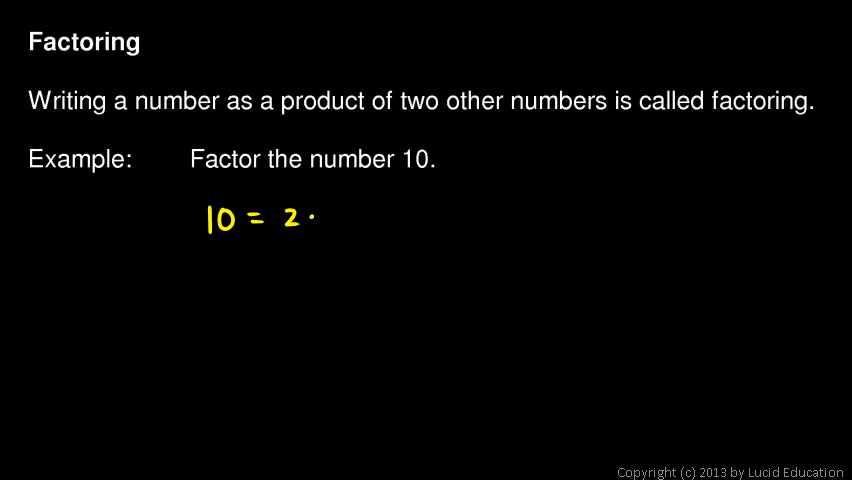 Factoring
Writing a number as a product of two other numbers is called factoring.
Example: Factor the number 10.
10 = 2 ·
Copyright (c) 2013 by Lucid Education